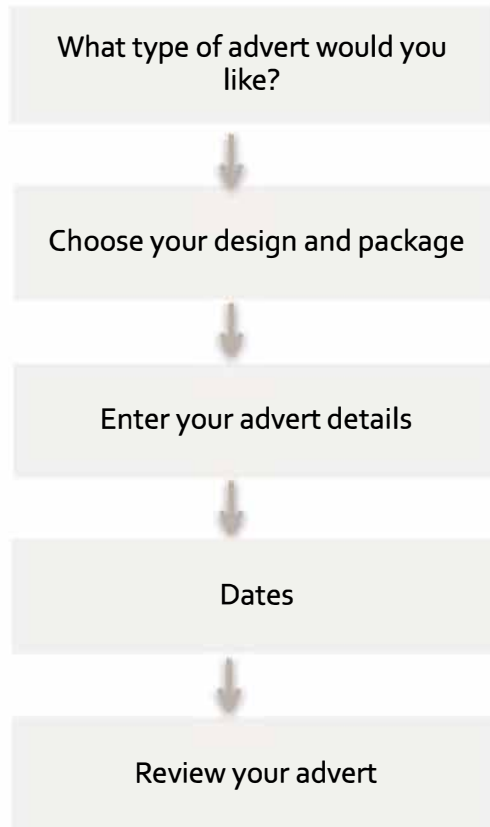 What type of advert would you
like?
Choose your design and package
Enter your advert details
Dates
Review your advert